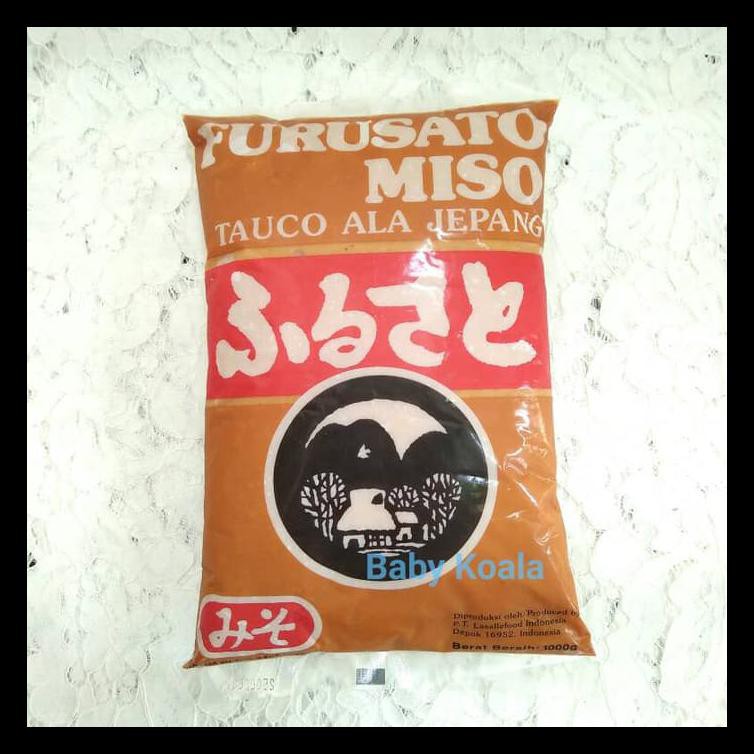 FURUSATO
MISO
TAUCO ALA JEPANG
ふるさと
Baby Koala
みそ
Diproduksi oleh/Produced by
P.T. Lasallefood Indonesia
Depok 16952, Indonesia
Berat Bersih: 1000G